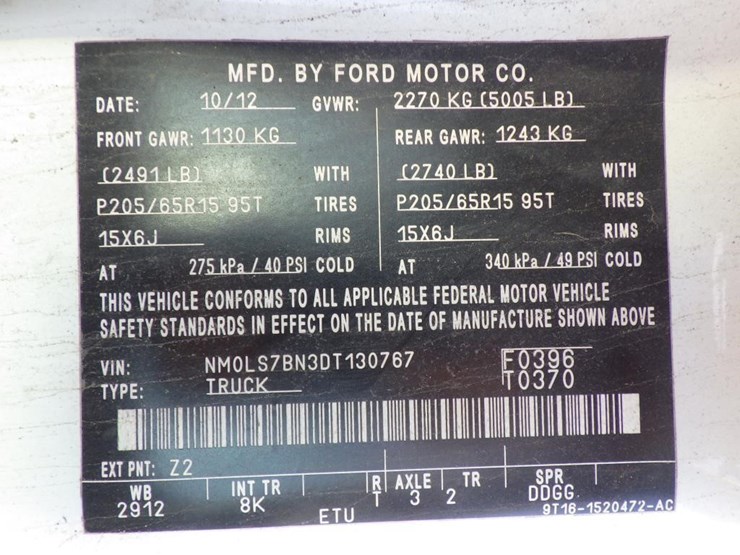 MFD. BY FORD MOTOR CO.
DATE: 10/12 GVWR: 2270 KG (5005 LB)
FRONT GAWR: 1130 KG REAR GAWR: 1243 KG
(2491 LB) WITH (2740 LB) WITH
P205/65R15 95T TIRES P205/65R15 95T TIRES
15X6J RIMS 15X6J RIMS
AT 275 kPa / 40 PSI COLD AT 340 kPa / 49 PSI COLD
THIS VEHICLE CONFORMS TO ALL APPLICABLE FEDERAL MOTOR VEHICLE
SAFETY STANDARDS IN EFFECT ON THE DATE OF MANUFACTURE SHOWN ABOVE
VIN: NM0LS7BN3DT130767 F0396
TYPE: TRUCK T0370
EXT PNT: Z2
WB INT TR R AXLE TR SPR
2912 8K T 3 2 DDGG
ETU 9T16-1520472-AC